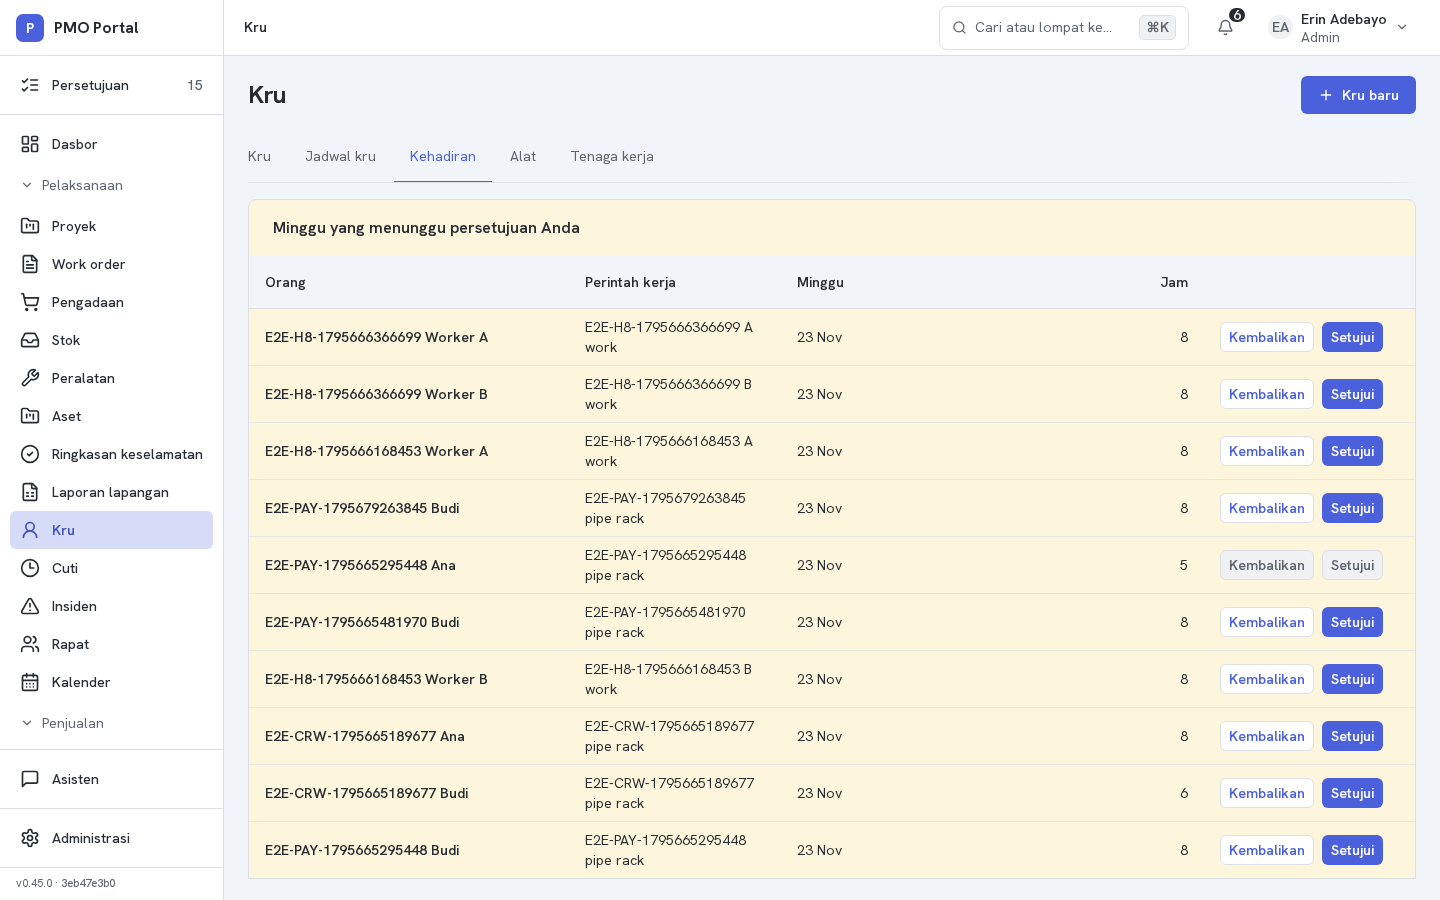 P PMO Portal
Kru
Cari atau lompat ke...
⌘K
6
EA
Erin Adebayo
Admin
Persetujuan 15
Dasbor
Pelaksanaan
Proyek
Work order
Pengadaan
Stok
Peralatan
Aset
Ringkasan keselamatan
Laporan lapangan
Kru
Cuti
Insiden
Rapat
Kalender
Penjualan
Asisten
Administrasi
v0.45.0 · 3eb47e3b0
Kru
Kru baru
Kru Jadwal kru Kehadiran Alat Tenaga kerja
Minggu yang menunggu persetujuan Anda
Orang Perintah kerja Minggu Jam
E2E-H8-1795666366699 Worker A E2E-H8-1795666366699 A 23 Nov 8 Kembalikan Setujui
work
E2E-H8-1795666366699 Worker B E2E-H8-1795666366699 B 23 Nov 8 Kembalikan Setujui
work
E2E-H8-1795666168453 Worker A E2E-H8-1795666168453 A 23 Nov 8 Kembalikan Setujui
work
E2E-PAY-1795679263845 Budi E2E-PAY-1795679263845 23 Nov 8 Kembalikan Setujui
pipe rack
E2E-PAY-1795665295448 Ana E2E-PAY-1795665295448 23 Nov 5 Kembalikan Setujui
pipe rack
E2E-PAY-1795665481970 Budi E2E-PAY-1795665481970 23 Nov 8 Kembalikan Setujui
pipe rack
E2E-H8-1795666168453 Worker B E2E-H8-1795666168453 B 23 Nov 8 Kembalikan Setujui
work
E2E-CRW-1795665189677 Ana E2E-CRW-1795665189677 23 Nov 8 Kembalikan Setujui
pipe rack
E2E-CRW-1795665189677 Budi E2E-CRW-1795665189677 23 Nov 6 Kembalikan Setujui
pipe rack
E2E-PAY-1795665295448 Budi E2E-PAY-1795665295448 23 Nov 8 Kembalikan Setujui
pipe rack